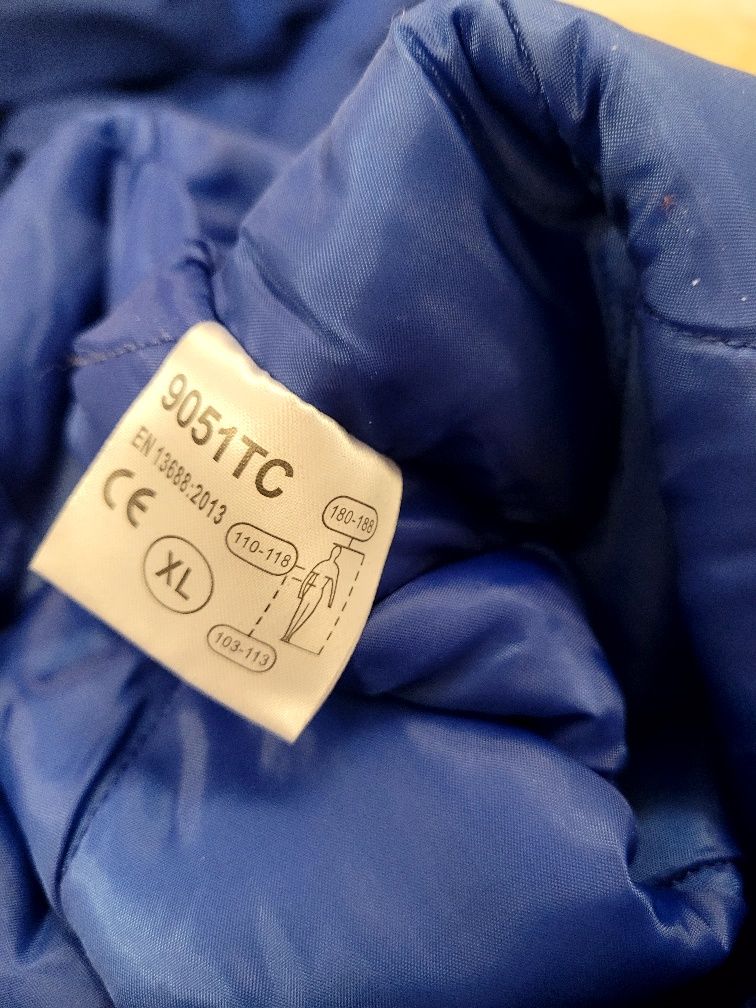 9051TC
EN 13688:2013
CE
XL
180-188
110-118
103-113